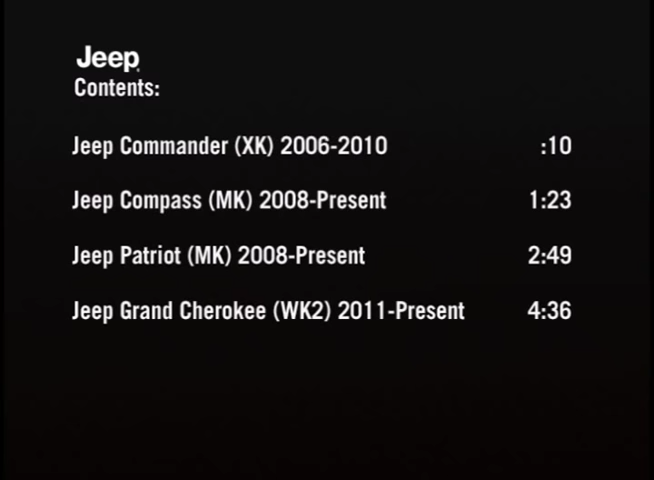 Jeep
Contents:
Jeep Commander (XK) 2006-2010 :10
Jeep Compass (MK) 2008-Present 1:23
Jeep Patriot (MK) 2008-Present 2:49
Jeep Grand Cherokee (WK2) 2011-Present 4:36